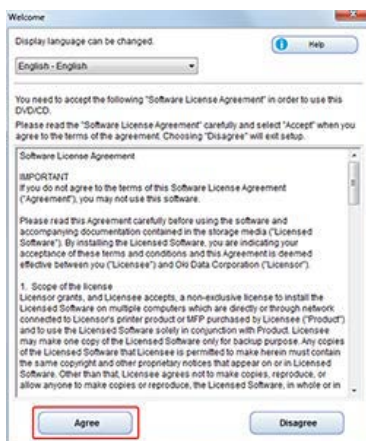 Welcome
Display language can be changed.
Help
English - English
You need to accept the following "Software License Agreement" in order to use this
DVD/CD.
Please read the "Software License Agreement" carefully and select "Accept" when you
agree to the terms of the agreement. Choosing "Disagree" will exit setup.
Software License Agreement
IMPORTANT
If you do not agree to the terms of this Software License Agreement
("Agreement"), you may not use this software.
Please read this Agreement carefully before using the software and
accompanying documentation contained in the storage media ("Licensed
Software"). By installing the Licensed Software, you are indicating your
acceptance of these terms and conditions and this Agreement is deemed
effective between you ("Licensee") and Oki Data Corporation ("Licensor").
1. Scope of the license
Licensor grants, and Licensee accepts, a non-exclusive license to install the
Licensed Software on multiple computers which are directly or through network
connected to Licensor's printer product or MFP purchased by Licensee ("Product")
and to use the Licensed Software solely in conjunction with Product. Licensee
may make one copy of the Licensed Software only for backup purpose. Any copies
of the Licensed Software that Licensee is permitted to make herein must contain
the same copyright and other proprietary notices that appear on or in Licensed
Software. Other than that, Licensee agrees not to make copies, reproduce, or
allow anyone to make copies or reproduce, the Licensed Software, in whole or in
Agree
Disagree